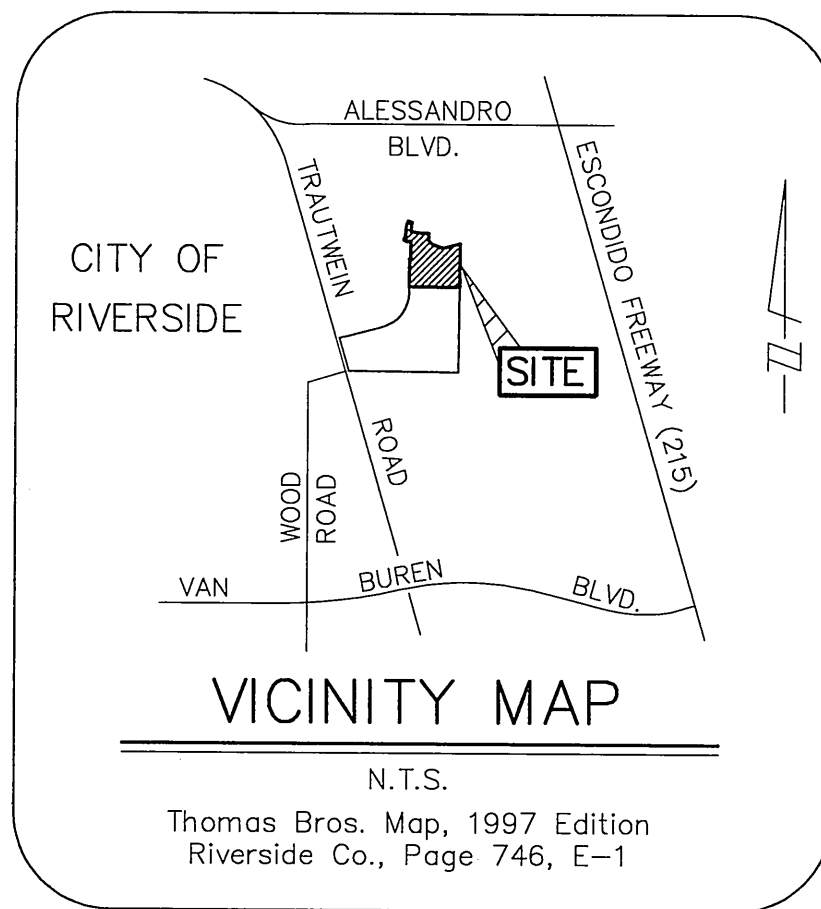 ALESSANDRO
BLVD.
TRAUTWEIN
ROAD
ESCONDIDO FREEWAY (215)
CITY OF
RIVERSIDE
SITE
WOOD
ROAD
VAN
BUREN
BLVD.
N
VICINITY MAP
N.T.S.
Thomas Bros. Map, 1997 Edition
Riverside Co., Page 746, E-1